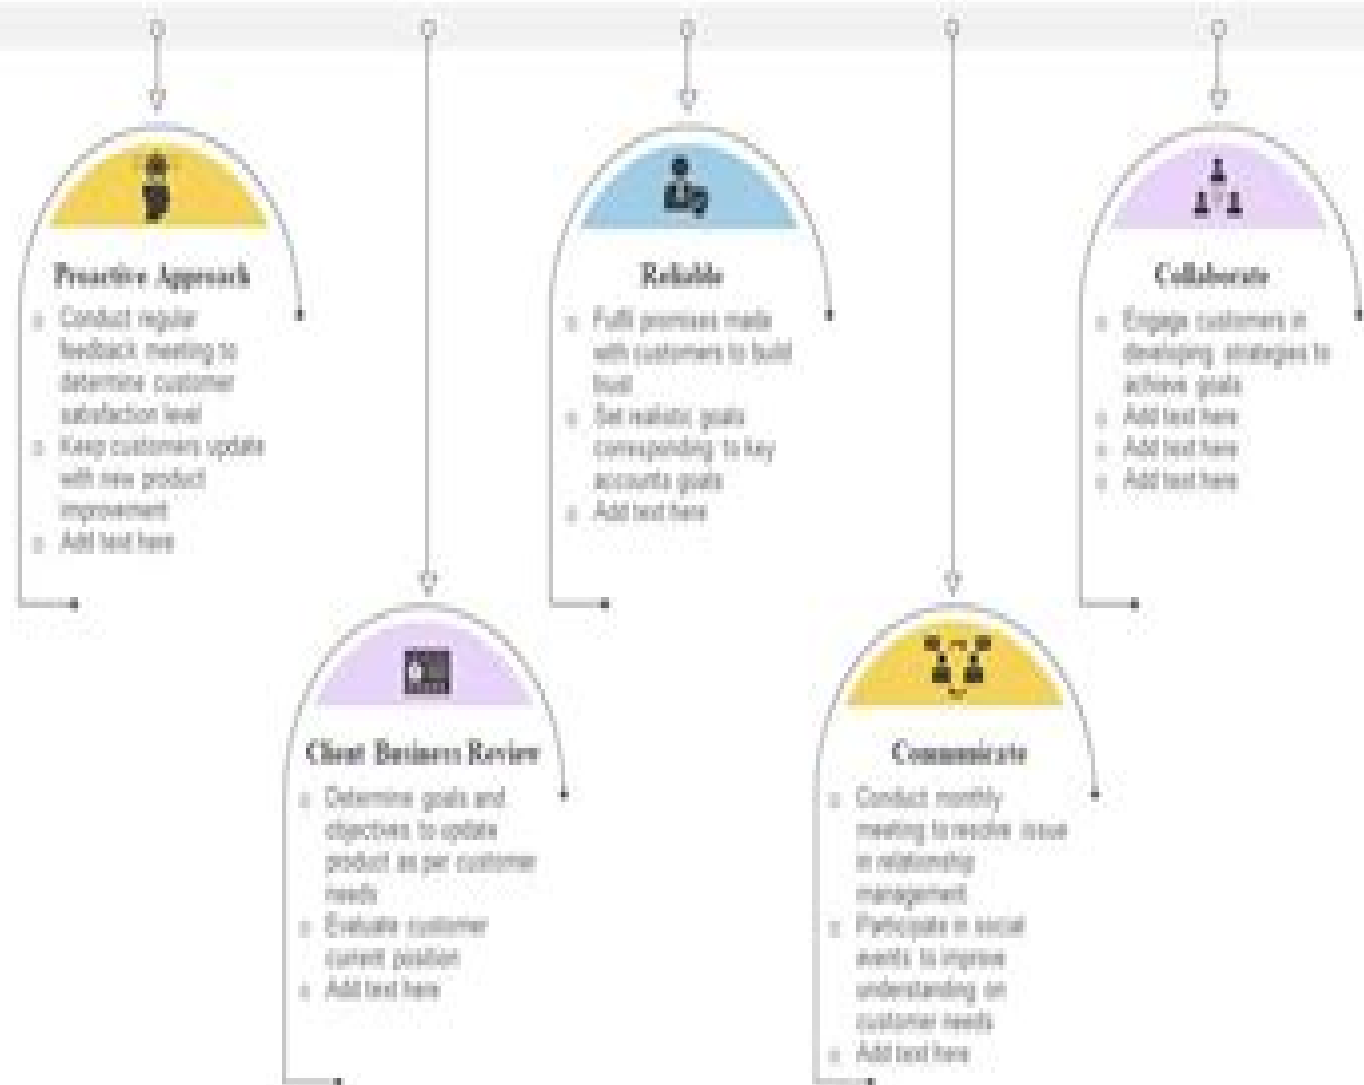 Proactive Approach
Conduct regular
feedback meeting to
determine customer
satisfaction level
Keep customers update
with new product
improvement
Add text here
Client Business Review
Determine goals and
objectives to update
product as per customer
needs
Evaluate customer
current position
Add text here
Reliable
Fulfil promises made
with customers to build
trust
Set realistic goals
corresponding to key
accounts goals
Add text here
Communicate
Conduct monthly
meeting to resolve issue
in relationship
management
Participate in social
events to improve
understanding on
customer needs
Add text here
Collaborate
Engage customers in
developing strategies to
achieve goals
Add text here
Add text here
Add text here